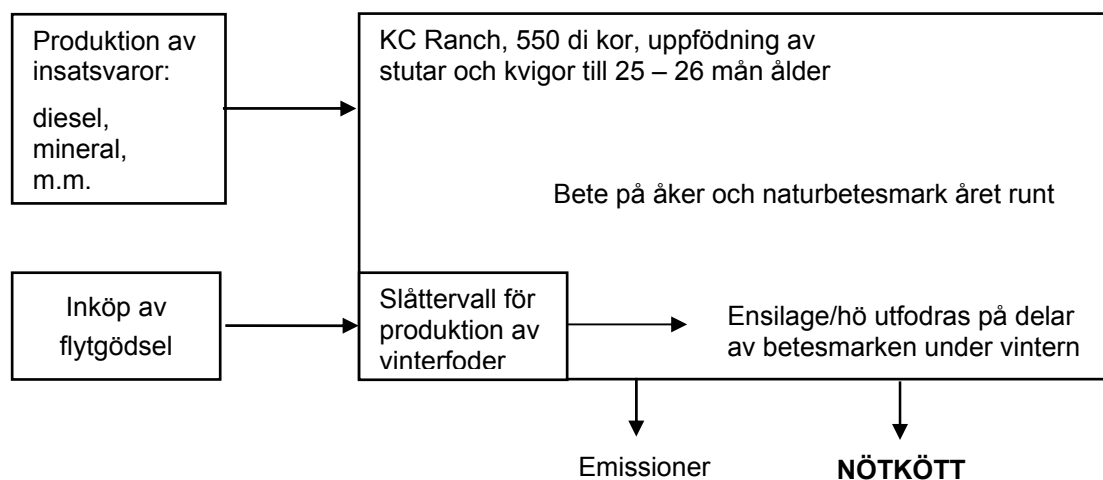 Produktion av
insatsvaror:
diesel,
mineral,
m.m.
KC Ranch, 550 di kor, uppfödning av
stutar och kvigor till 25 – 26 mån ålder
Bete på åker och naturbetesmark året runt
Inköp av
flytgödsel
Slåttervall för
produktion av
vinterfoder
Ensilage/hö utfodras på delar
av betesmarken under vintern
Emissioner
NÖTKÖTT